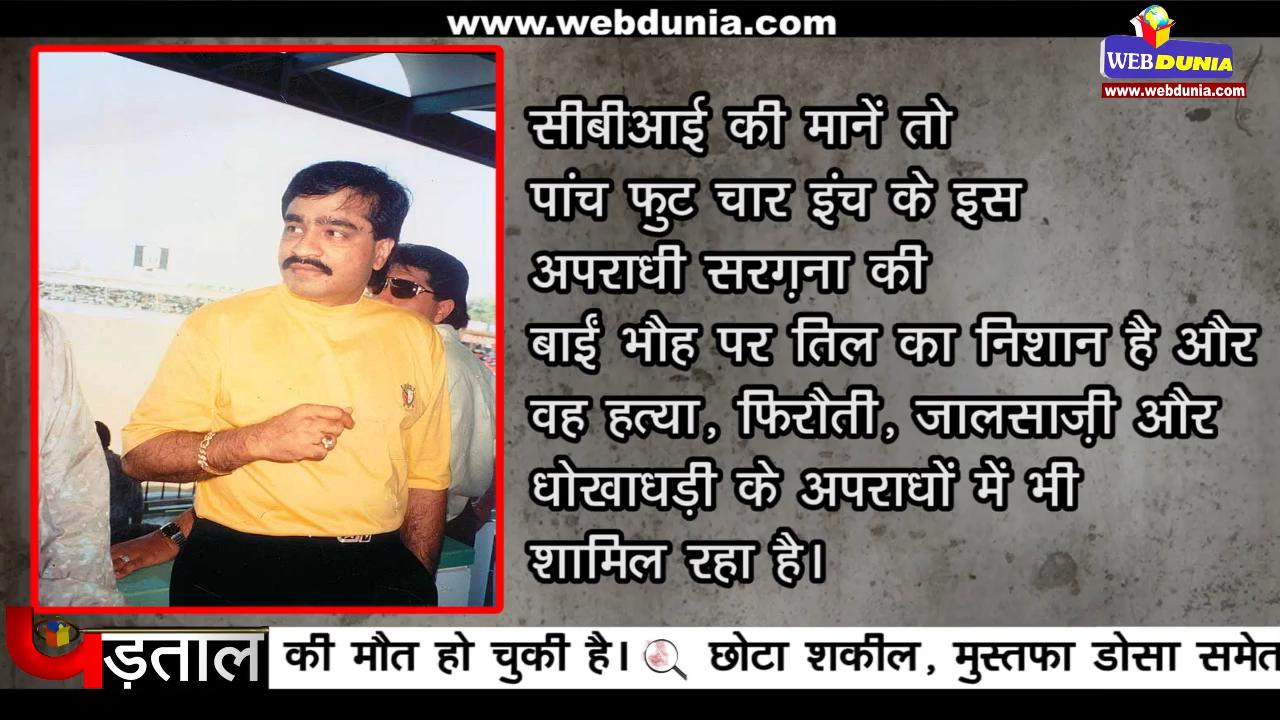 www.webdunia.com
WEBDUNIA
www.webdunia.com
सीबीआई की मानें तो
पांच फुट चार इंच के इस
अपराधी सरग़ना की
बाईं भौह पर तिल का निशान है और
वह हत्या, फिरौती, जालसाज़ी और
धोखाधड़ी के अपराधों में भी
शामिल रहा है।
पड़ताल
की मौत हो चुकी है। छोटा शकील, मुस्तफा डोसा समेत